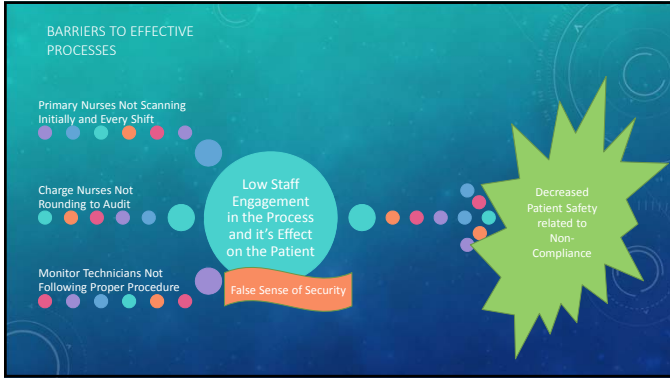 BARRIERS TO EFFECTIVE
PROCESSES
Primary Nurses Not Scanning
Initially and Every Shift
Charge Nurses Not
Rounding to Audit
Monitor Technicians Not
Following Proper Procedure
Low Staff
Engagement
in the Process
and it's Effect
on the Patient
False Sense of Security
Decreased
Patient Safety
related to
Non-
Compliance